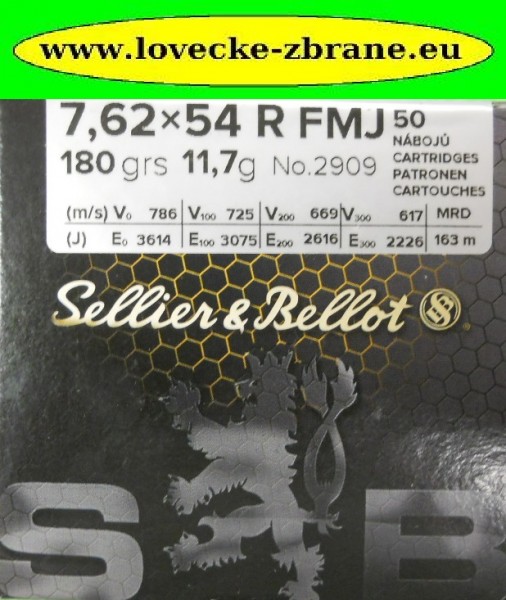 www.lovecke-zbrane.eu
7,62×54 R FMJ 50
NÁBOJŮ
CARTRIDGES
PATRONEN
CARTOUCHES
180 grs 11,7g No.2909
(m/s) V0 786 V100 725 V200 669 V300 617 MRD
(J) E0 3614 E100 3075 E200 2616 E300 2226 163 m
Sellier & Bellot
S B